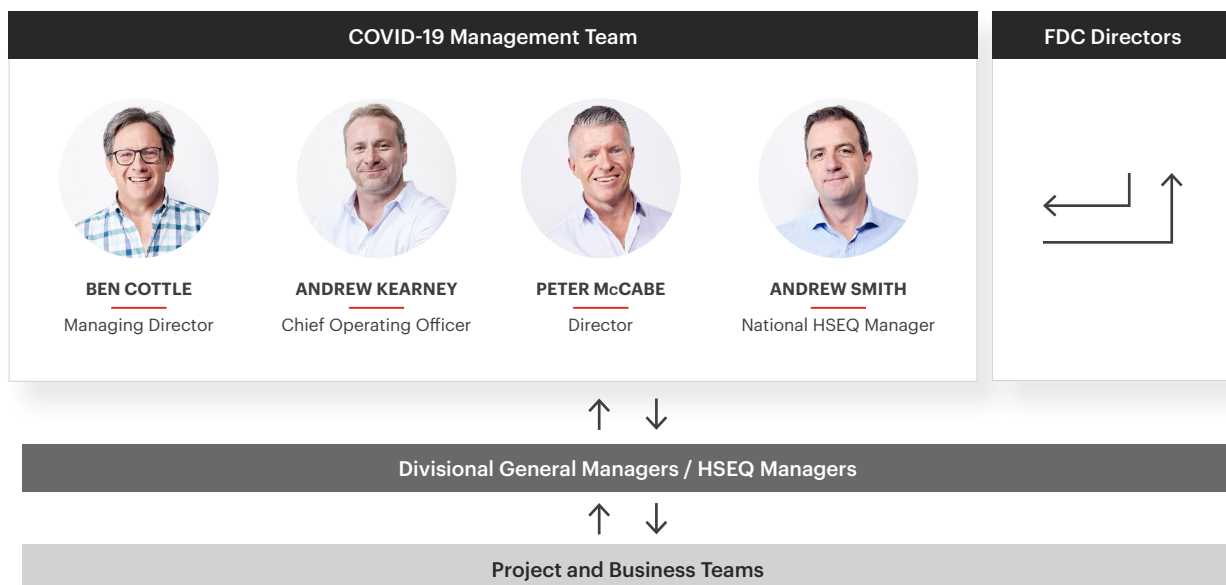 COVID-19 Management Team
FDC Directors
BEN COTTLE
Managing Director
ANDREW KEARNEY
Chief Operating Officer
PETER McCABE
Director
ANDREW SMITH
National HSEQ Manager
Divisional General Managers / HSEQ Managers
Project and Business Teams